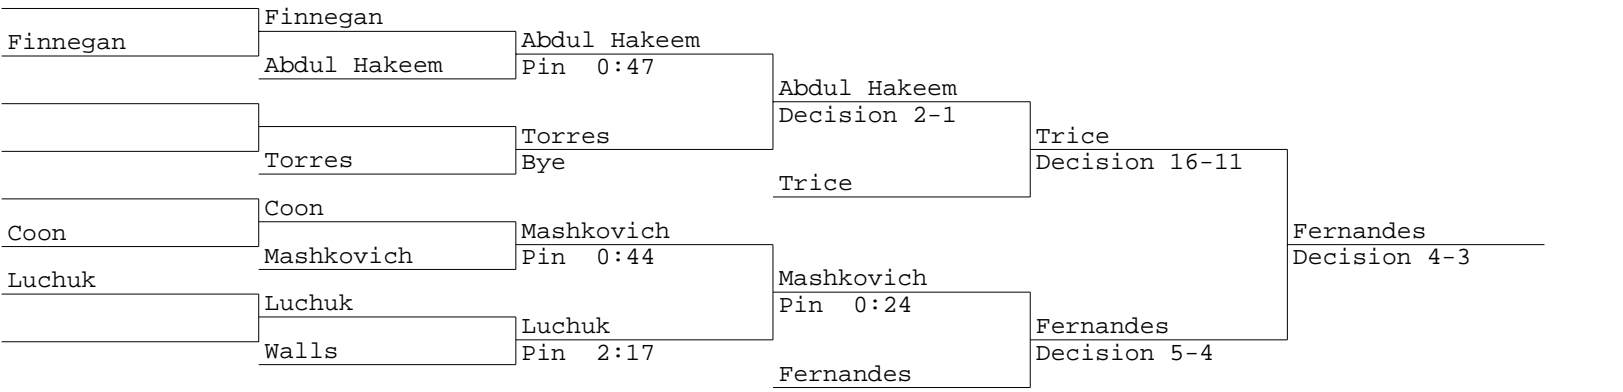 Finnegan
Finnegan
Abdul Hakeem
Abdul Hakeem
Pin 0:47
Torres
Torres
Bye
Abdul Hakeem
Decision 2-1
Trice
Trice
Decision 16-11
Coon
Coon
Mashkovich
Mashkovich
Pin 0:44
Luchuk
Luchuk
Walls
Luchuk
Pin 2:17
Mashkovich
Pin 0:24
Fernandes
Fernandes
Decision 5-4
Fernandes
Decision 4-3